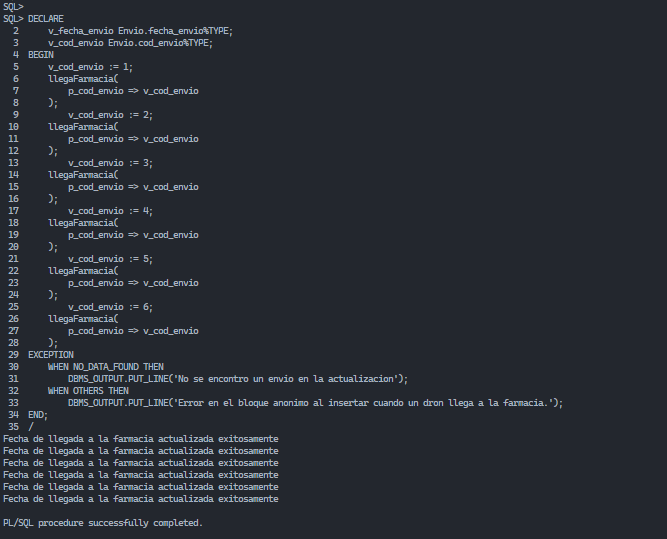 SQL>
SQL> DECLARE
  2      v_fecha_envio Envio.fecha_envio%TYPE;
  3      v_cod_envio Envio.cod_envio%TYPE;
  4  BEGIN
  5      v_cod_envio := 1;
  6      llegaFarmacia(
  7          p_cod_envio => v_cod_envio
  8      );
  9          v_cod_envio := 2;
 10      llegaFarmacia(
 11          p_cod_envio => v_cod_envio
 12      );
 13          v_cod_envio := 3;
 14      llegaFarmacia(
 15          p_cod_envio => v_cod_envio
 16      );
 17          v_cod_envio := 4;
 18      llegaFarmacia(
 19          p_cod_envio => v_cod_envio
 20      );
 21          v_cod_envio := 5;
 22      llegaFarmacia(
 23          p_cod_envio => v_cod_envio
 24      );
 25          v_cod_envio := 6;
 26      llegaFarmacia(
 27          p_cod_envio => v_cod_envio
 28      );
 29  EXCEPTION
 30      WHEN NO_DATA_FOUND THEN
 31          DBMS_OUTPUT.PUT_LINE('No se encontro un envio en la actualizacion');
 32      WHEN OTHERS THEN
 33          DBMS_OUTPUT.PUT_LINE('Error en el bloque anonimo al insertar cuando un dron llega a la farmacia.');
 34  END;
 35  /
Fecha de llegada a la farmacia actualizada exitosamente
Fecha de llegada a la farmacia actualizada exitosamente
Fecha de llegada a la farmacia actualizada exitosamente
Fecha de llegada a la farmacia actualizada exitosamente
Fecha de llegada a la farmacia actualizada exitosamente
Fecha de llegada a la farmacia actualizada exitosamente
PL/SQL procedure successfully completed.